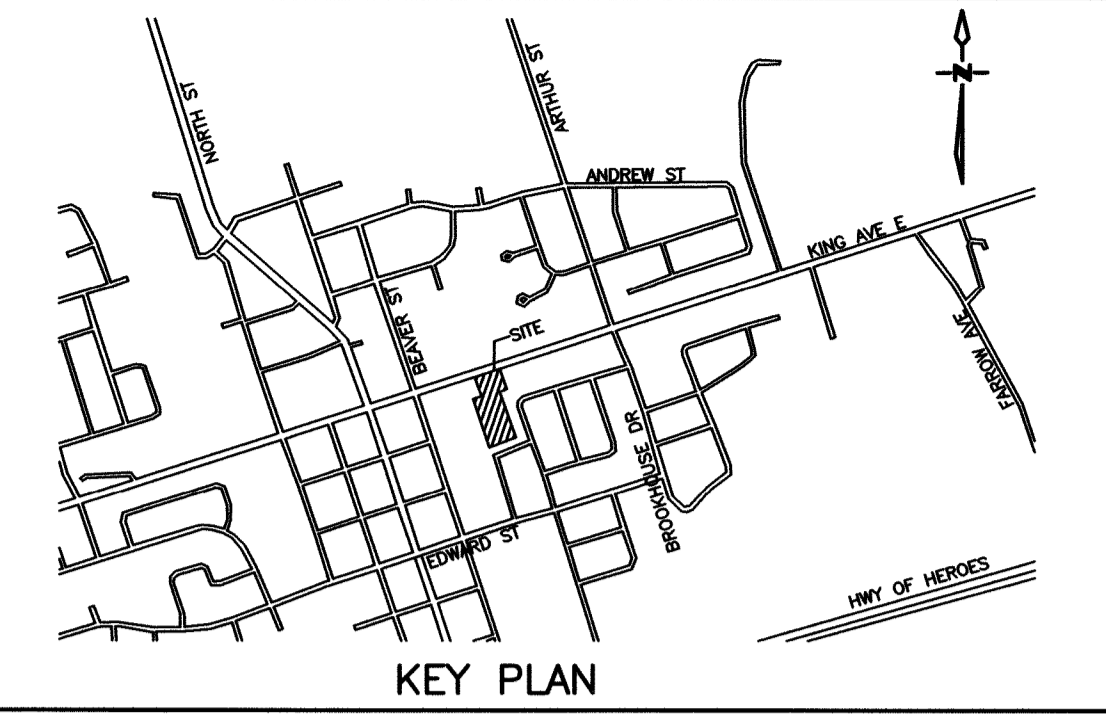 NORTH ST
ARTHUR ST
N
ANDREW ST
KING AVE E
BEAVER ST
SITE
FARROW AVE
BROOKHOUSE DR
EDWARD ST
HWY OF HEROES
KEY PLAN